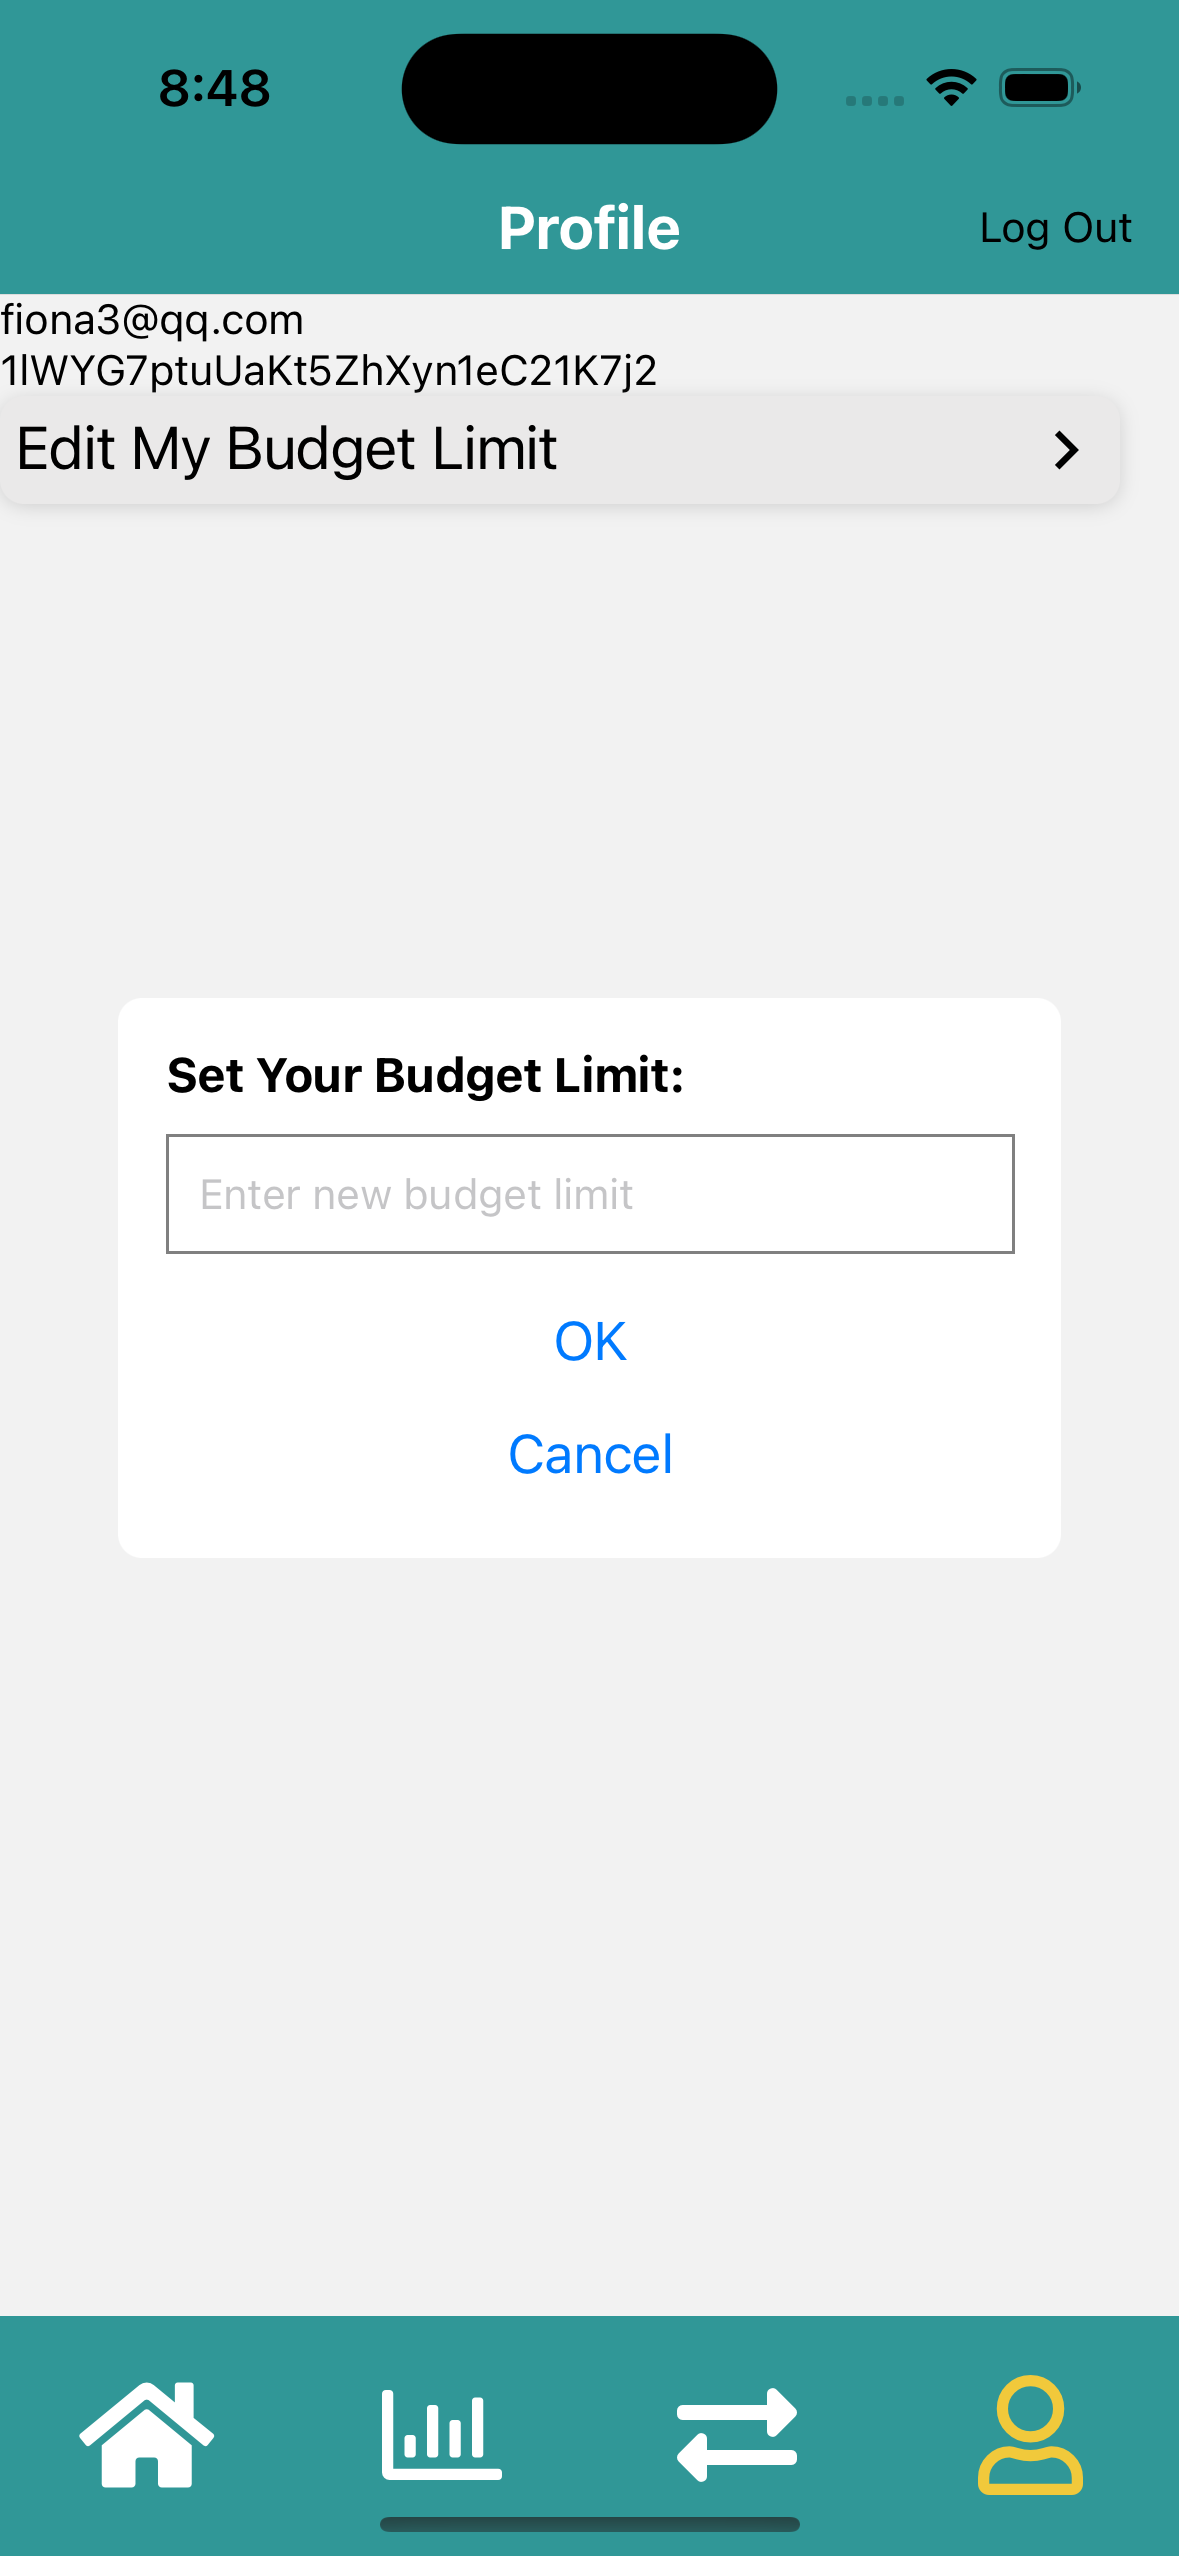 8:48
Profile
Log Out
fiona3@qq.com
1lWYG7ptuUaKt5ZhXyn1eC21K7j2
Edit My Budget Limit
Set Your Budget Limit:
Enter new budget limit
OK
Cancel